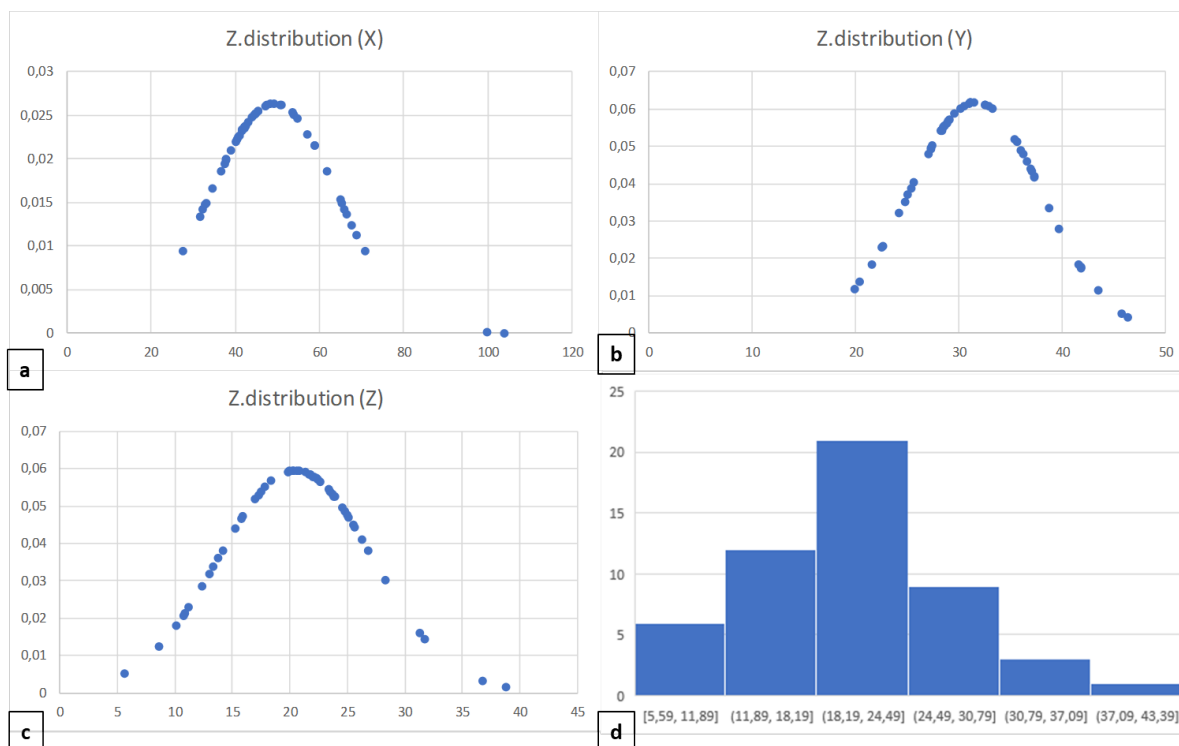 Z.distribution (X)
0,03
0,025
0,02
0,015
0,01
0,005
0
0 20 40 60 80 100 120
a
Z.distribution (Y)
0,07
0,06
0,05
0,04
0,03
0,02
0,01
0
0 10 20 30 40 50
b
Z.distribution (Z)
0,07
0,06
0,05
0,04
0,03
0,02
0,01
0
0 5 10 15 20 25 30 35 40 45
c
25
20
15
10
5
0
[5,59, 11,89] (11,89, 18,19] (18,19, 24,49] (24,49, 30,79] (30,79, 37,09] (37,09, 43,39]
d